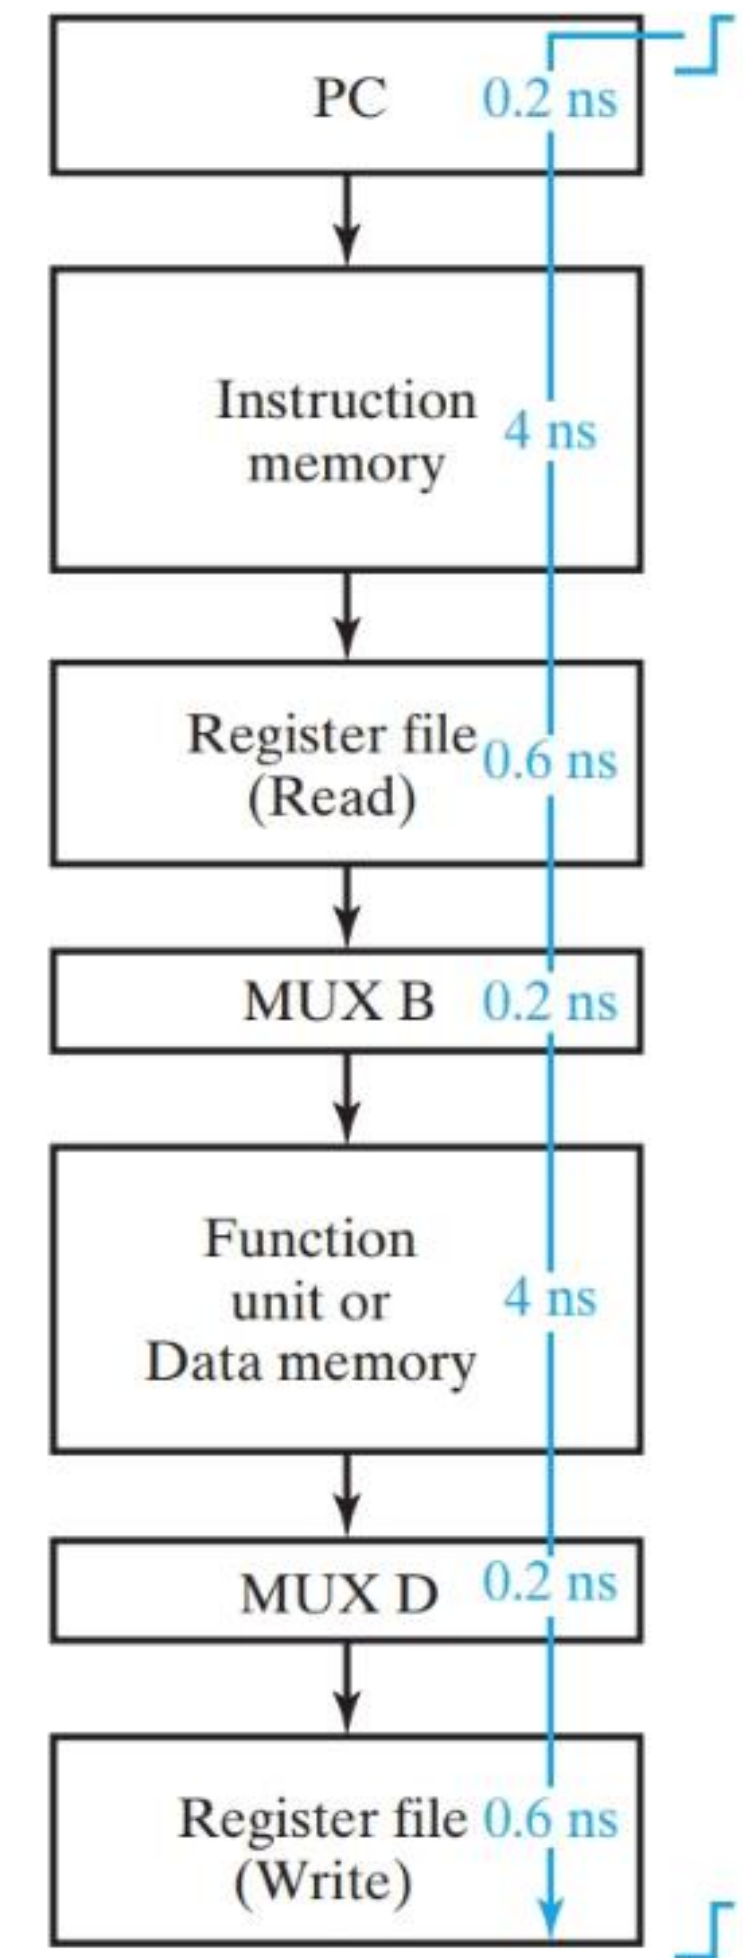 PC 0.2 ns
Instruction
memory
4 ns
Register file
(Read)
0.6 ns
MUX B 0.2 ns
Function
unit or
Data memory
4 ns
MUX D 0.2 ns
Register file 0.6 ns
(Write)